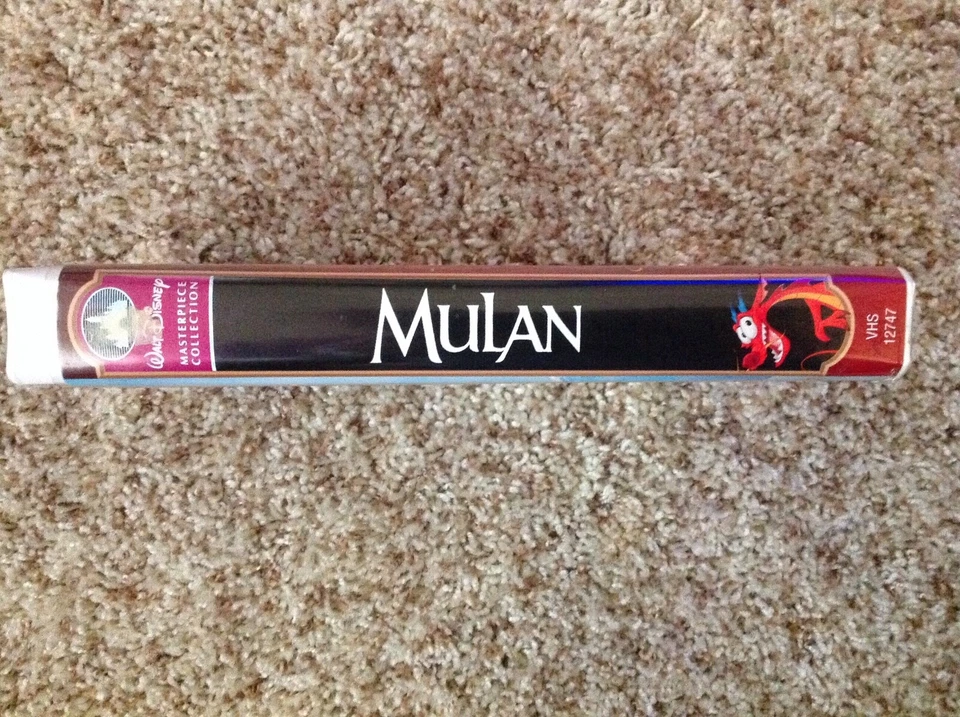 Walt Disney
MASTERPIECE
COLLECTION
MULAN
VHS
12747